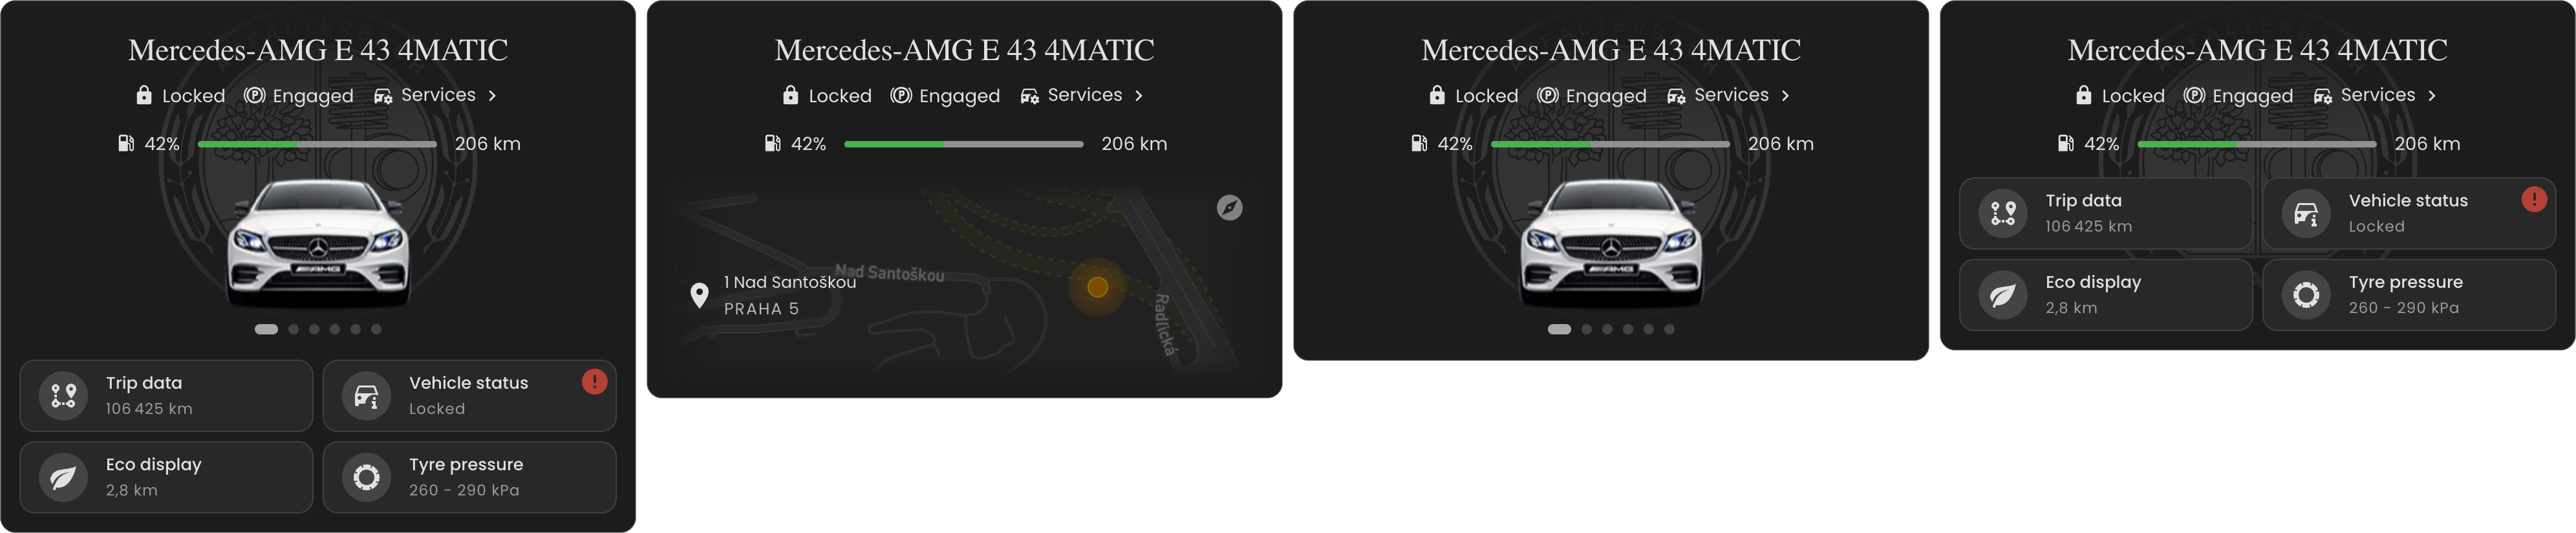 Mercedes-AMG E 43 4MATIC
Locked Engaged Services
42% 206 km
AMG
Trip data
106 425 km
Vehicle status
Locked
Eco display
2,8 km
Tyre pressure
260 - 290 kPa
Mercedes-AMG E 43 4MATIC
Locked Engaged Services
42% 206 km
Nad Santoškou
1 Nad Santoškou
PRAHA 5
Radlická
Mercedes-AMG E 43 4MATIC
Locked Engaged Services
42% 206 km
AMG
Mercedes-AMG E 43 4MATIC
Locked Engaged Services
42% 206 km
Trip data
106 425 km
Vehicle status
Locked
Eco display
2,8 km
Tyre pressure
260 - 290 kPa